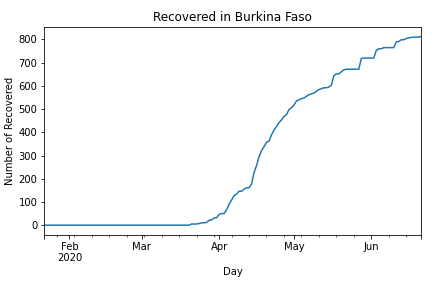 Recovered in Burkina Faso
Number of Recovered
800
700
600
500
400
300
200
100
0
Feb
2020
Mar
Apr
May
Jun
Day